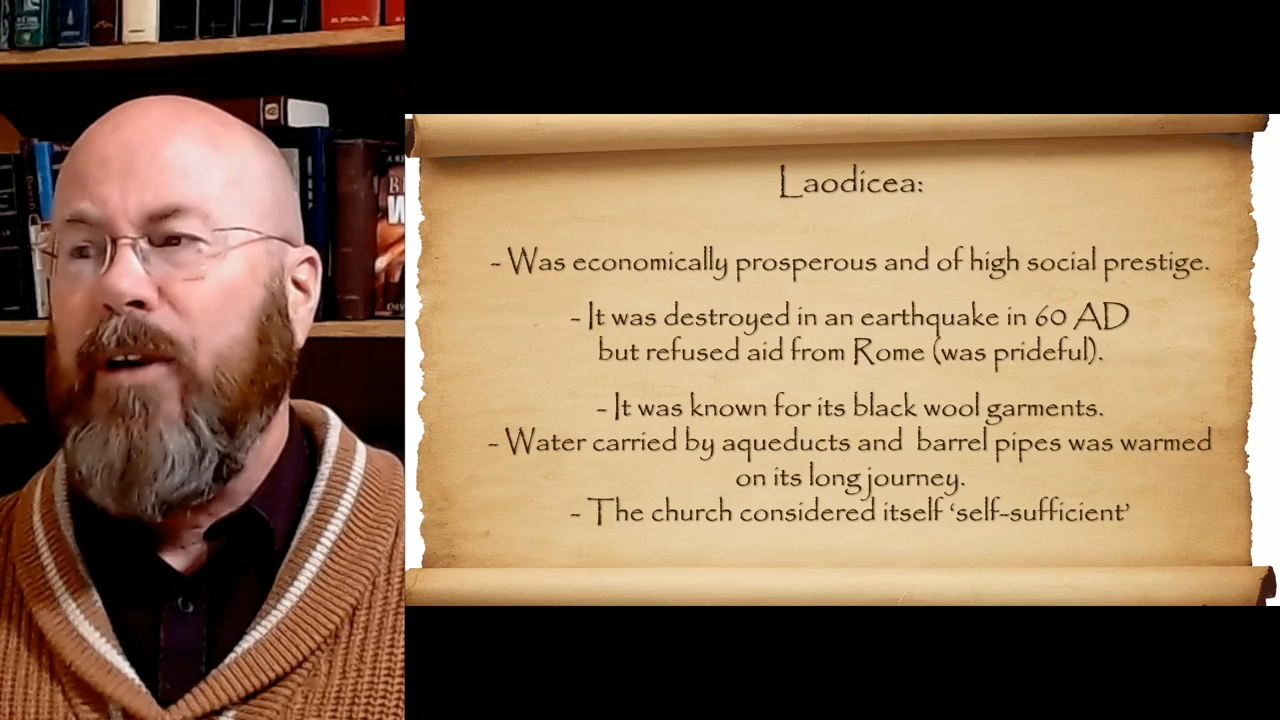 Laodicea:
- Was economically prosperous and of high social prestige.
- It was destroyed in an earthquake in 60 AD
but refused aid from Rome (was prideful).
- It was known for its black wool garments.
- Water carried by aqueducts and barrel pipes was warmed
on its long journey.
- The church considered itself 'self-sufficient'